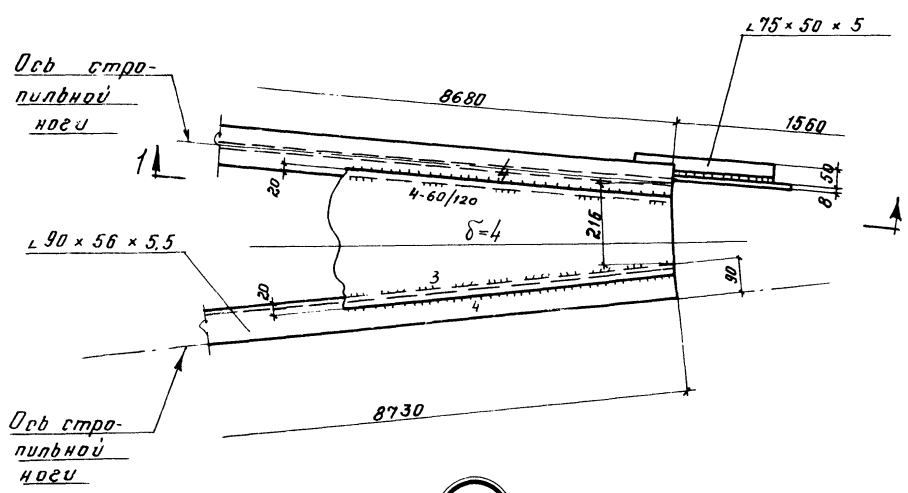 ∟75 × 50 × 5
Ось стро-
пильной
ноги
8680
1560
1
20
4
4-60/120
50
8
δ=4
216
∟90 × 56 × 5,5
20
3
4
90
8730
Ось стро-
пильной
ноги